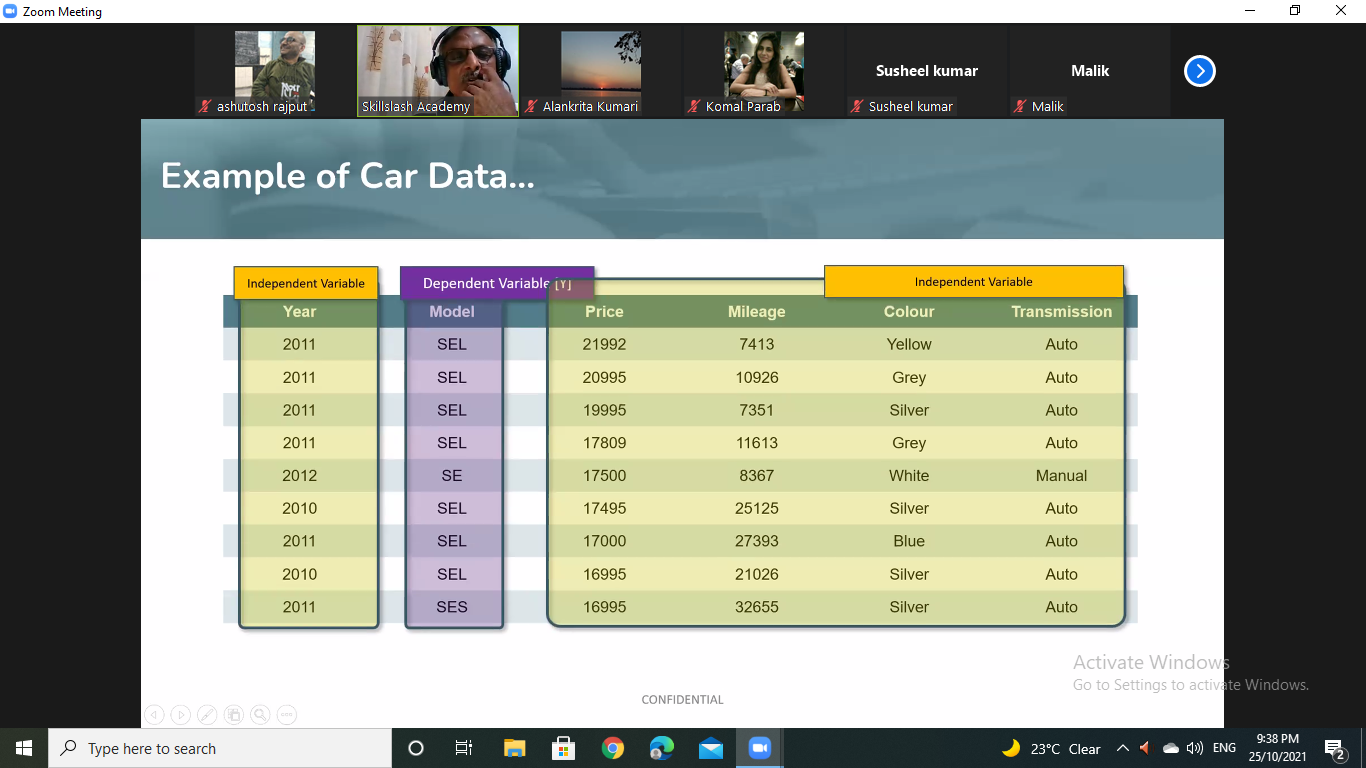 Zoom Meeting
Susheel kumar
Malik
ashutosh rajput
Skillslash Academy
Alankrita Kumari
Komal Parab
Susheel kumar
Malik
Example of Car Data...
Independent Variable
Dependent Variable [Y]
Independent Variable
Year Model Price Mileage Colour Transmission
2011 SEL 21992 7413 Yellow Auto
2011 SEL 20995 10926 Grey Auto
2011 SEL 19995 7351 Silver Auto
2011 SEL 17809 11613 Grey Auto
2012 SE 17500 8367 White Manual
2010 SEL 17495 25125 Silver Auto
2011 SEL 17000 27393 Blue Auto
2010 SEL 16995 21026 Silver Auto
2011 SES 16995 32655 Silver Auto
Activate Windows
Go to Settings to activate Windows.
CONFIDENTIAL
Type here to search
23°C Clear
ENG
9:38 PM
25/10/2021
2